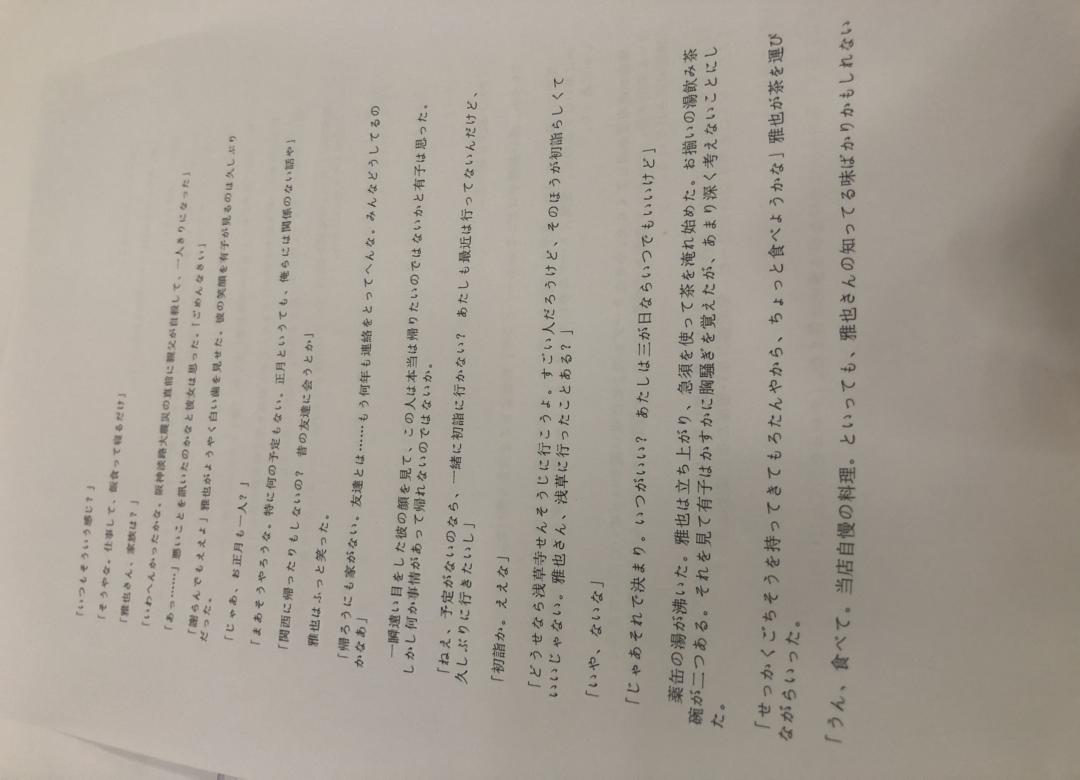 「いつもそういう感じ？」
「そうやな。仕事して、飯食って寝るだけ」
「雅也さん、家族は？」
「いわへんかったかな。阪神淡路大震災の直前に親父が自殺して、一人きりになった」
「あっ……」悪いことを訊いたのかなと彼女は思った。「ごめんなさい」
「謝らんでもええよ」雅也がようやく白い歯を見せた。彼の笑顔を有子が見るのは久しぶり
だった。
「じゃあ、お正月も一人？」
「まあそうやろうな。特に何の予定もない。正月というても、俺らには関係のない話や」
「関西に帰ったりもしないの？　昔の友達に会うとか」
雅也はふっと笑った。
「帰ろうにも家がない。友達とは……もう何年も連絡をとってへんな。みんなどうしてるの
かなあ」
一瞬遠い目をした彼の顔を見て、この人は本当は帰りたいのではないかと有子は思った。
しかし何か事情があって帰れないのではないか。
「ねえ、予定がないのなら、一緒に初詣に行かない？　あたしも最近は行ってないんだけど、
久しぶりに行きたいし」
「初詣か。ええな」
「どうせなら浅草寺せんそうじに行こうよ。すごい人だろうけど、そのほうが初詣らしくて
いいじゃない。雅也さん、浅草に行ったことある？」
「いや、ないな」
「じゃあそれで決まり。いつがいい？　あたしは三が日ならいつでもいいけど」
薬缶の湯が沸いた。雅也は立ち上がり、急須を使って茶を淹れ始めた。お揃いの湯飲み茶
碗が二つある。それを見て有子はかすかに胸騒ぎを覚えたが、あまり深く考えないことにし
た。
「せっかくごちそうを持ってきてもろたんやから、ちょっと食べようかな」雅也が茶を運び
ながらいった。
「うん、食べて。当店自慢の料理。といっても、雅也さんの知ってる味ばかりかもしれない